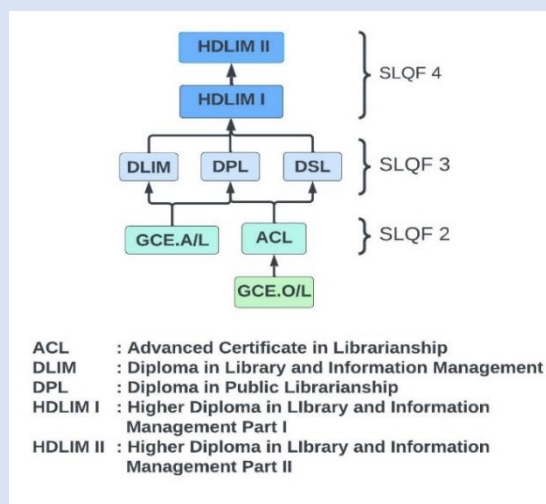 HDLIM II
SLQF 4
HDLIM I
DLIM DPL DSL SLQF 3
GCE.A/L ACL SLQF 2
GCE.O/L
ACL : Advanced Certificate in Librarianship
DLIM : Diploma in Library and Information Management
DPL : Diploma in Public Librarianship
HDLIM I : Higher Diploma in LIbrary and Information
Management Part I
HDLIM II : Higher Diploma in LIbrary and Information
Management Part II